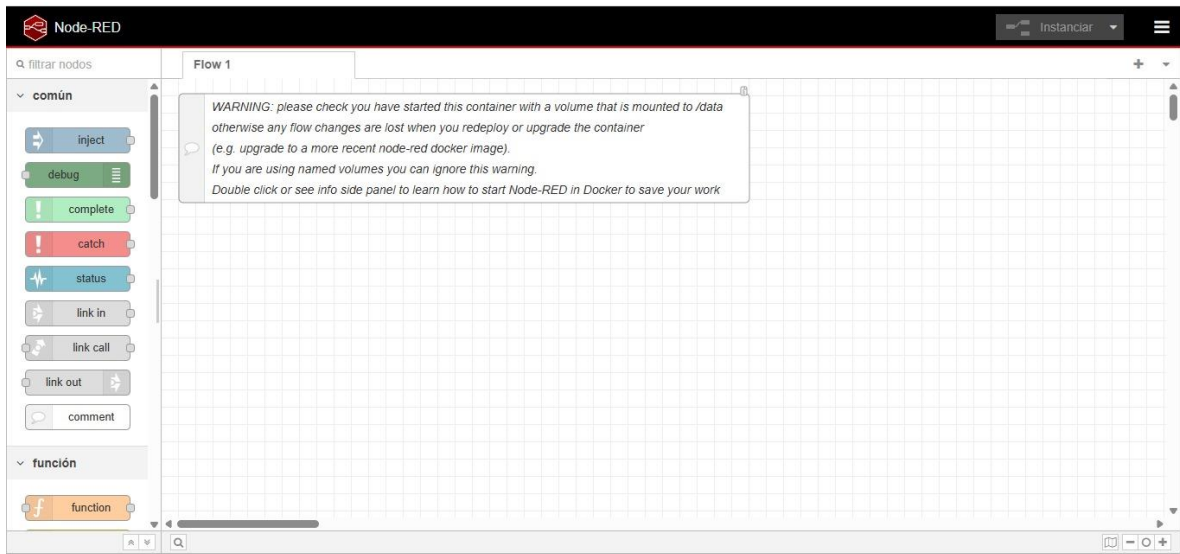 Node-RED
Instanciar
filtrar nodos
Flow 1
común
WARNING: please check you have started this container with a volume that is mounted to /data
otherwise any flow changes are lost when you redeploy or upgrade the container
(e.g. upgrade to a more recent node-red docker image).
If you are using named volumes you can ignore this warning.
Double click or see info side panel to learn how to start Node-RED in Docker to save your work
inject
debug
complete
catch
status
link in
link call
link out
comment
función
function